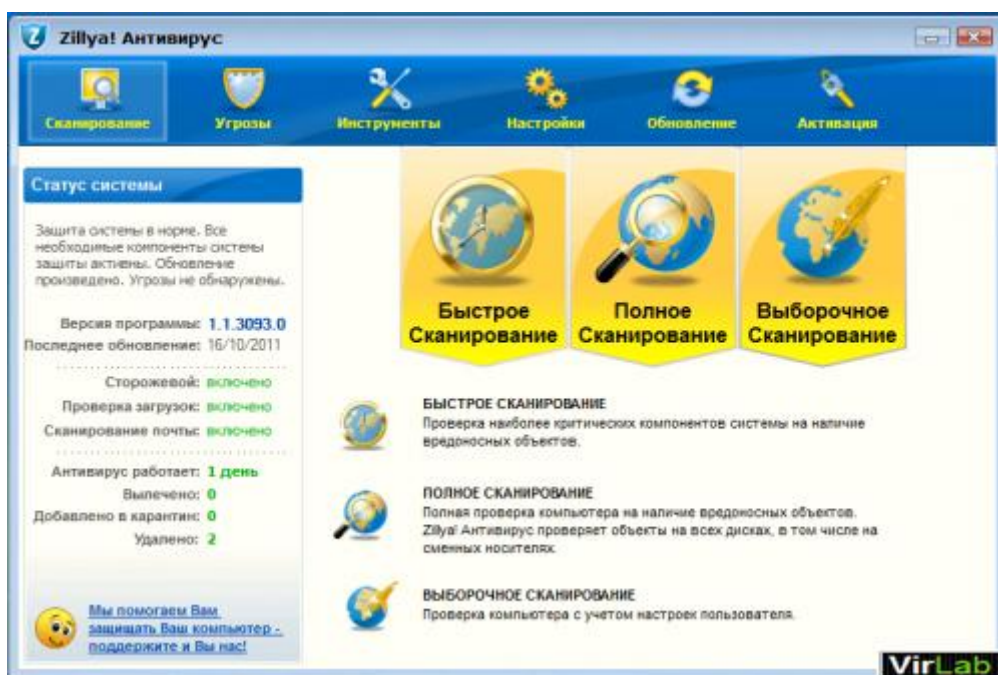 Zillya! Антивирус
Сканирование
Угрозы
Инструменты
Настройки
Обновление
Активация
Статус системы
Защита системы в норме. Все
необходимые компоненты системы
защиты активны. Обновление
произведено. Угрозы не обнаружены.
Версия программы: 1.1.3093.0
Последнее обновление: 16/10/2011
Сторожевой: включено
Проверка загрузок: включено
Сканирование почты: включено
Антивирус работает: 1 день
Вылечено: 0
Добавлено в карантин: 0
Удалено: 2
Мы помогаем Вам
защищать Ваш компьютер -
поддержите и Вы нас!
Быстрое
Сканирование
Полное
Сканирование
Выборочное
Сканирование
БЫСТРОЕ СКАНИРОВАНИЕ
Проверка наиболее критических компонентов системы на наличие
вредоносных объектов.
ПОЛНОЕ СКАНИРОВАНИЕ
Полная проверка компьютера на наличие вредоносных объектов.
Zillya! Антивирус проверяет объекты на всех дисках, в том числе на
сменных носителях.
ВЫБОРОЧНОЕ СКАНИРОВАНИЕ
Проверка компьютера с учетом настроек пользователя.
VirLab